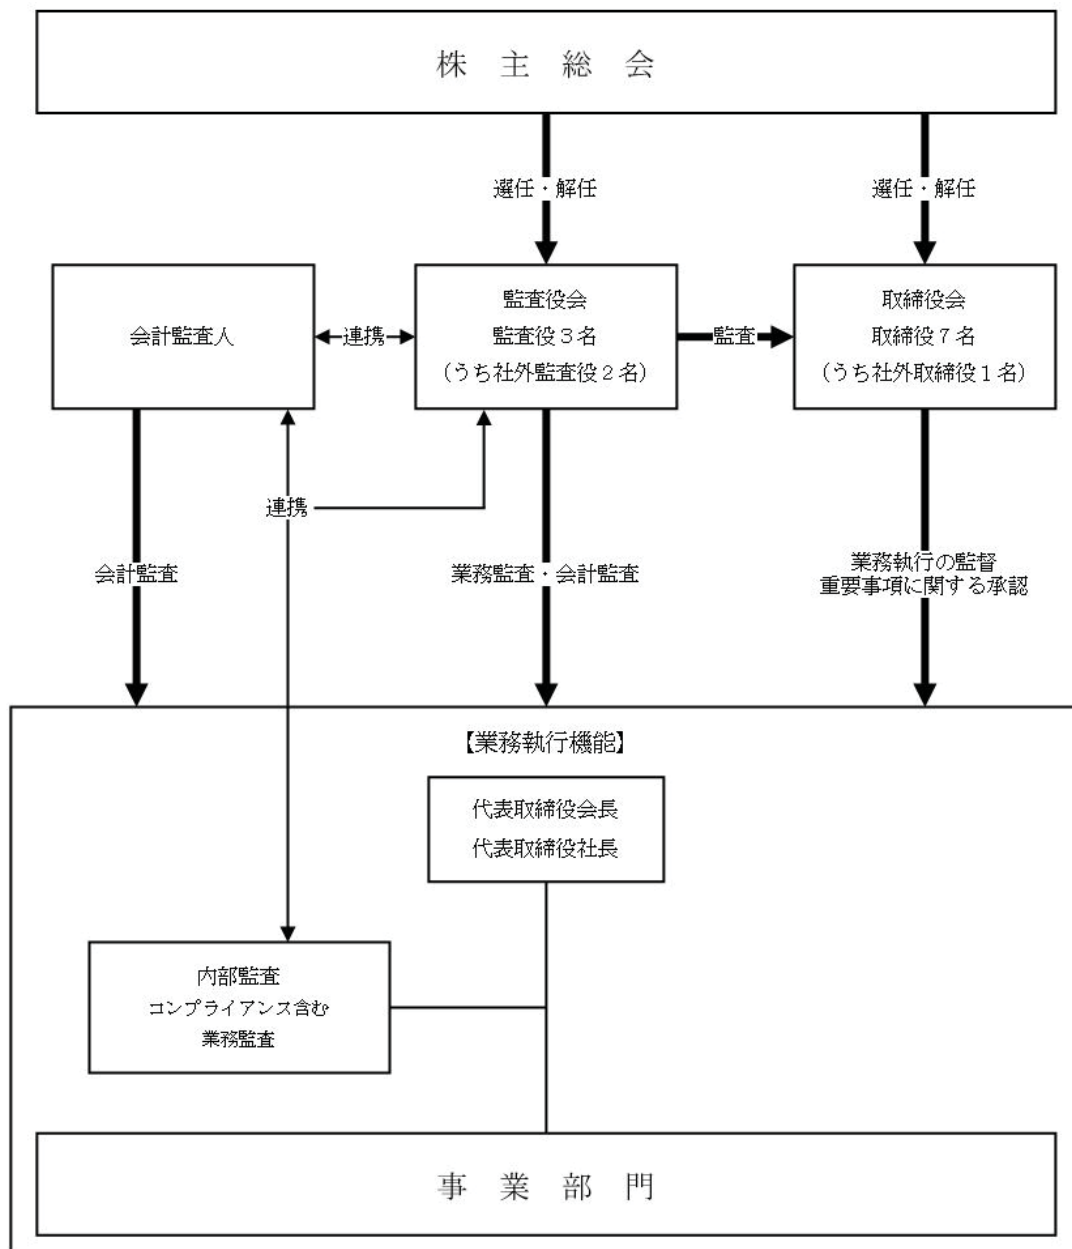 株 主 総 会
選任・解任
選任・解任
会計監査人
連携
監査役会
監査役3名
(うち社外監査役2名)
監査
取締役会
取締役7名
(うち社外取締役1名)
連携
会計監査
業務監査・会計監査
業務執行の監督
重要事項に関する承認
【業務執行機能】
代表取締役会長
代表取締役社長
内部監査
コンプライアンス含む
業務監査
事 業 部 門